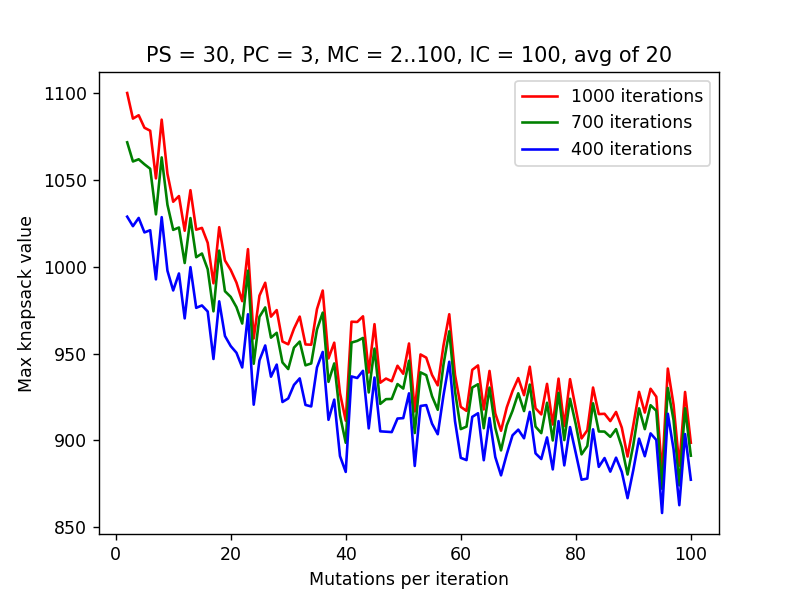 PS = 30, PC = 3, MC = 2..100, IC = 100, avg of 20
1100
1050
1000
950
900
850
Max knapsack value
1000 iterations
700 iterations
400 iterations
0 20 40 60 80 100
Mutations per iteration